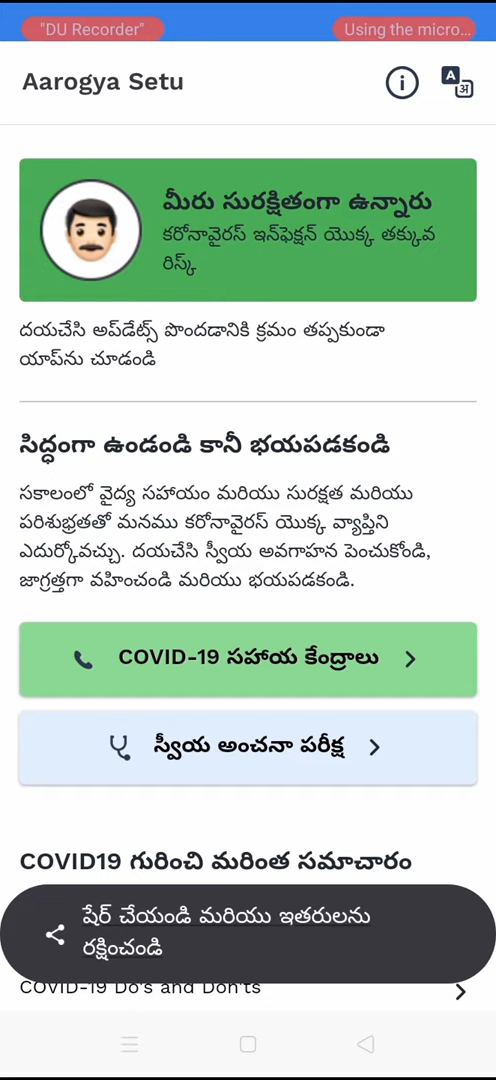 "DU Recorder"
Using the micro...
Aarogya Setu
A
अ
మీరు సురక్షితంగా ఉన్నారు
కరోనావైరస్ ఇన్ఫెక్షన్ యొక్క తక్కువ
రిస్క్
దయచేసి అప్‌డేట్స్ పొందడానికి క్రమం తప్పకుండా
యాప్‌ను చూడండి
సిద్ధంగా ఉండండి కానీ భయపడకండి
సకాలంలో వైద్య సహాయం మరియు సురక్షత మరియు
పరిశుభ్రతతో మనము కరోనావైరస్ యొక్క వ్యాప్తిని
ఎదుర్కోవచ్చు. దయచేసి స్వీయ అవగాహన పెంచుకోండి,
జాగ్రత్తగా వహించండి మరియు భయపడకండి.
COVID-19 సహాయ కేంద్రాలు
స్వీయ అంచనా పరీక్ష
COVID19 గురించి మరింత సమాచారం
షేర్ చేయండి మరియు ఇతరులను
రక్షించండి
COVID-19 Do's and Don'ts